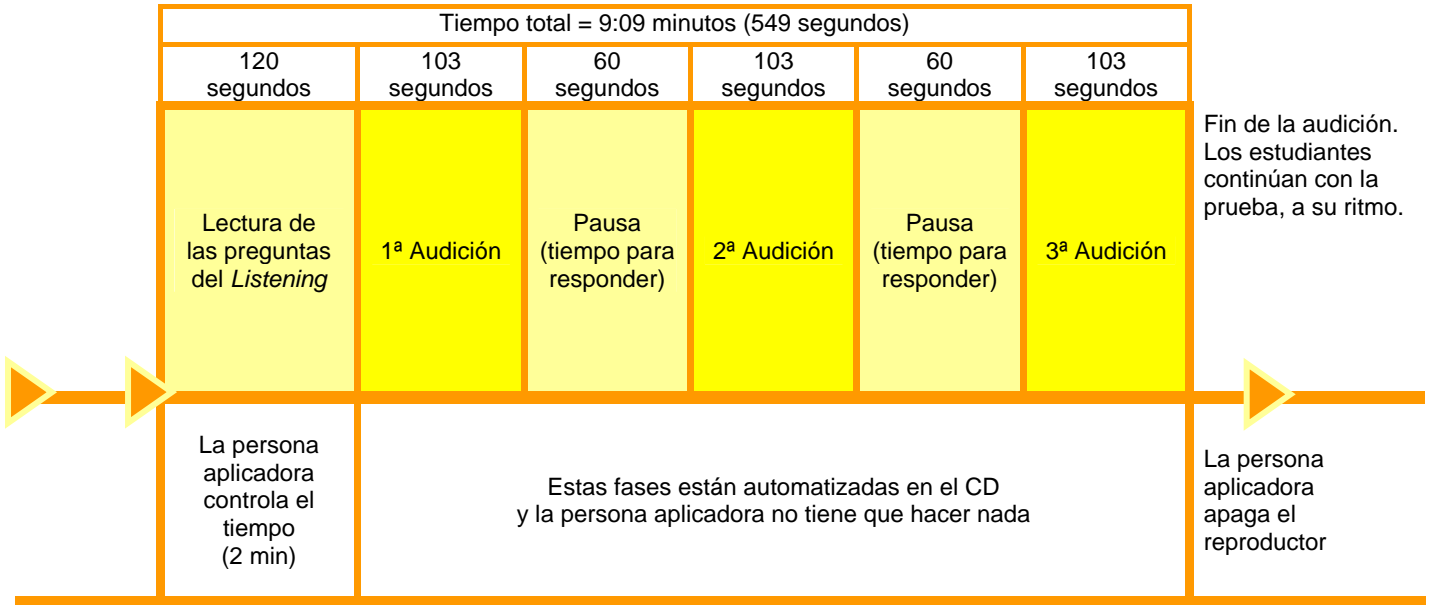 Tiempo total = 9:09 minutos (549 segundos)
120
segundos
103
segundos
60
segundos
103
segundos
60
segundos
103
segundos
Lectura de
las preguntas
del Listening
1ª Audición
Pausa
(tiempo para
responder)
2ª Audición
Pausa
(tiempo para
responder)
3ª Audición
Fin de la audición.
Los estudiantes
continúan con la
prueba, a su ritmo.
La persona
aplicadora
controla el
tiempo
(2 min)
Estas fases están automatizadas en el CD
y la persona aplicadora no tiene que hacer nada
La persona
aplicadora
apaga el
reproductor